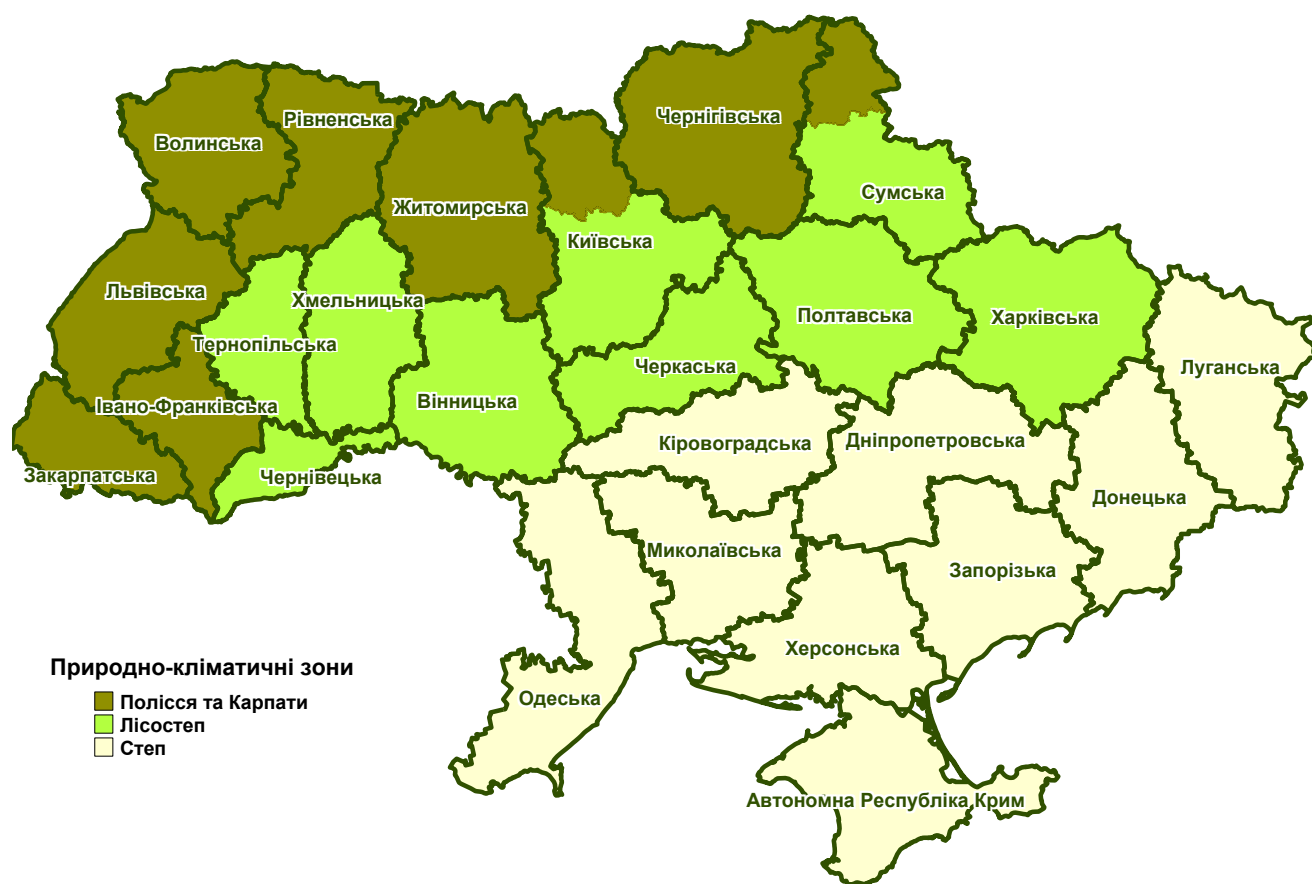 Чернігівська
Рівненська
Волинська
Сумська
Житомирська
Київська
Львівська
Хмельницька
Полтавська
Харківська
Тернопільська
Черкаська
Луганська
Івано-Франківська
Вінницька
Кіровоградська
Дніпропетровська
Закарпатська
Чернівецька
Донецька
Миколаївська
Запорізька
Херсонська
Одеська
Автономна Республіка Крим
Природно-кліматичні зони
Полісся та Карпати
Лісостеп
Степ